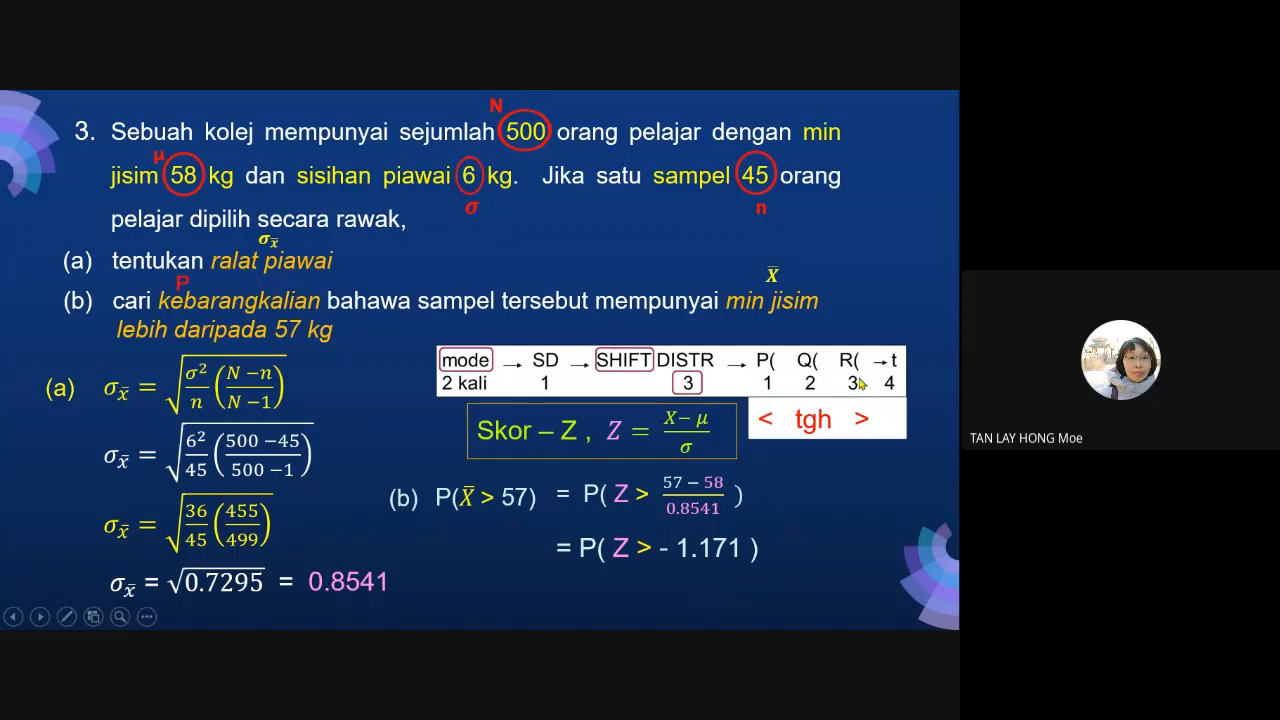 N
3. Sebuah kolej mempunyai sejumlah 500 orang pelajar dengan min
μ
jisim 58 kg dan sisihan piawai 6 kg. Jika satu sampel 45 orang
σ n
pelajar dipilih secara rawak,
σx̄
(a) tentukan ralat piawai
P X̄
(b) cari kebarangkalian bahawa sampel tersebut mempunyai min jisim
lebih daripada 57 kg
mode → SD → SHIFT DISTR → P( Q( R( →t
2 kali 1 3 1 2 3 4
< tgh >
(a) σx̄ = √(σ²/n ((N −n)/(N −1)))
σx̄ = √(6²/45 ((500 −45)/(500 −1)))
σx̄ = √(36/45 (455/499))
σx̄ = √0.7295 = 0.8541
Skor – Z , Z = (X− μ)/σ
(b) P(X̄ > 57) = P( Z > (57 − 58)/0.8541 )
= P( Z > - 1.171 )
TAN LAY HONG Moe